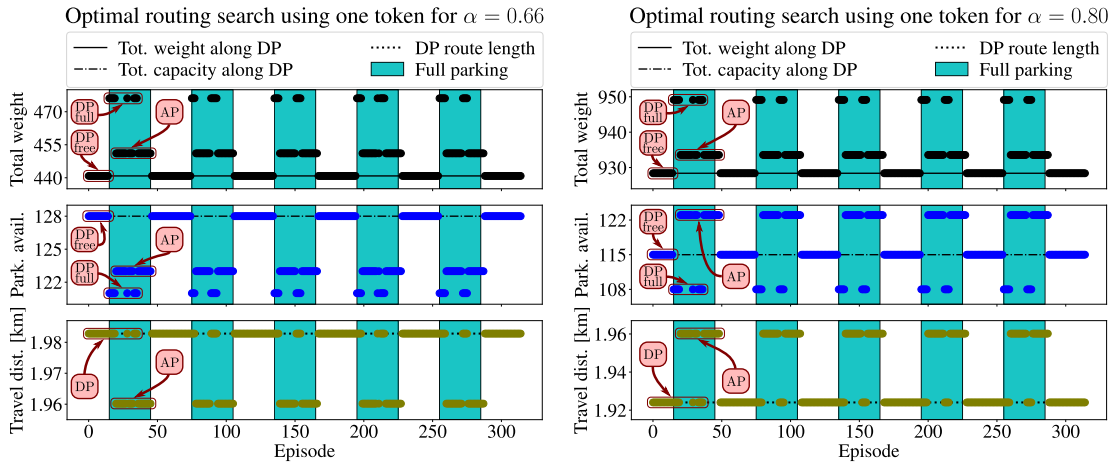 Optimal routing search using one token for α = 0.66
Tot. weight along DP
Tot. capacity along DP
DP route length
Full parking
Total weight
470
455
440
DP
full
DP
free
AP
Park. avail.
128
125
122
DP
free
DP
full
AP
Travel dist. [km]
1.98
1.97
1.96
DP
AP
0
50
100
150
200
250
300
Episode
Optimal routing search using one token for α = 0.80
Tot. weight along DP
Tot. capacity along DP
DP route length
Full parking
Total weight
950
940
930
DP
full
DP
free
AP
Park. avail.
122
115
108
DP
free
DP
full
AP
Travel dist. [km]
1.96
1.94
1.92
DP
AP
0
50
100
150
200
250
300
Episode